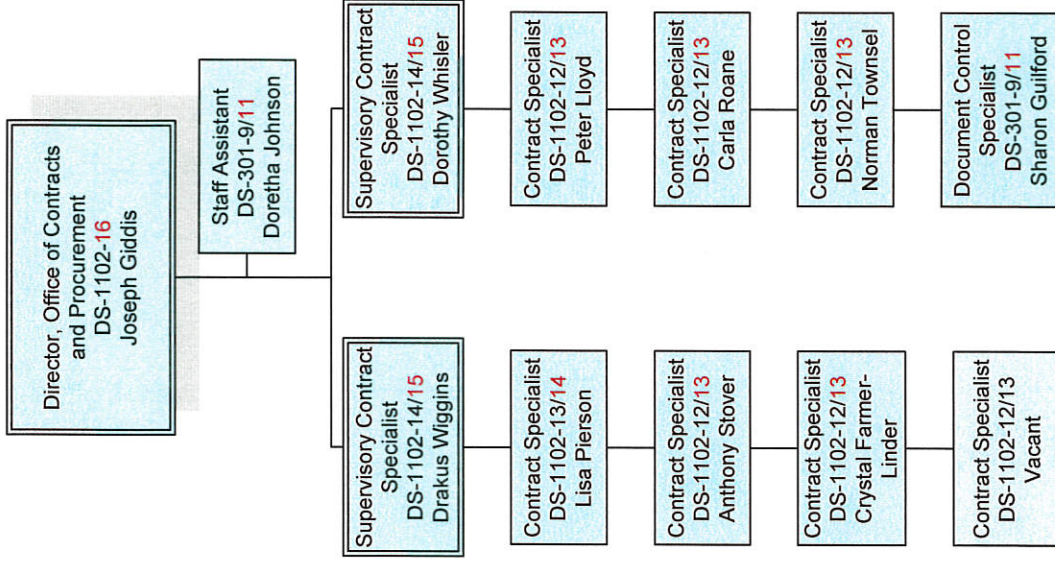 Director, Office of Contracts
and Procurement
DS-1102-16
Joseph Giddis
Staff Assistant
DS-301-9/11
Doretha Johnson
Supervisory Contract
Specialist
DS-1102-14/15
Drakus Wiggins
Contract Specialist
DS-1102-13/14
Lisa Pierson
Contract Specialist
DS-1102-12/13
Anthony Stover
Contract Specialist
DS-1102-12/13
Crystal Farmer-
Linder
Contract Specialist
DS-1102-12/13
Vacant
Supervisory Contract
Specialist
DS-1102-14/15
Dorothy Whisler
Contract Specialist
DS-1102-12/13
Peter Lloyd
Contract Specialist
DS-1102-12/13
Carla Roane
Contract Specialist
DS-1102-12/13
Norman Townsel
Document Control
Specialist
DS-301-9/11
Sharon Guilford